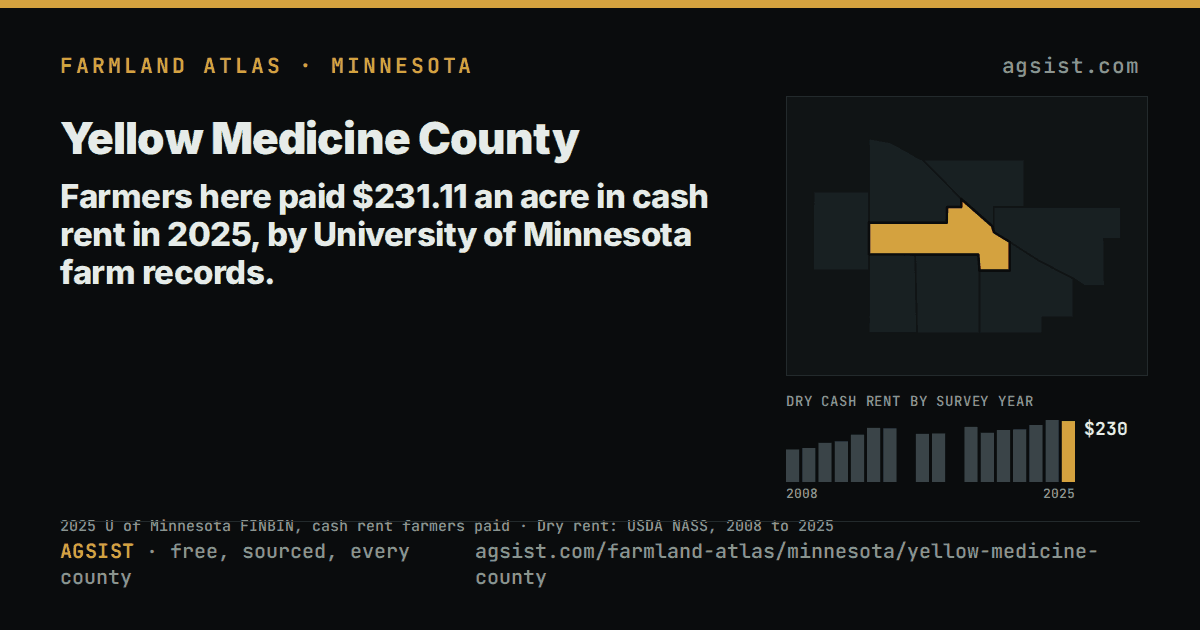 FARMLAND ATLAS · MINNESOTA
agsist.com
Yellow Medicine County
Farmers here paid $231.11 an acre in cash
rent in 2025, by University of Minnesota
farm records.
DRY CASH RENT BY SURVEY YEAR
$230
2008
2025
2025 U of Minnesota FINBIN, cash rent farmers paid · Dry rent: USDA NASS, 2008 to 2025
AGSIST · free, sourced, every
county
agsist.com/farmland-atlas/minnesota/yellow-medicine-
county